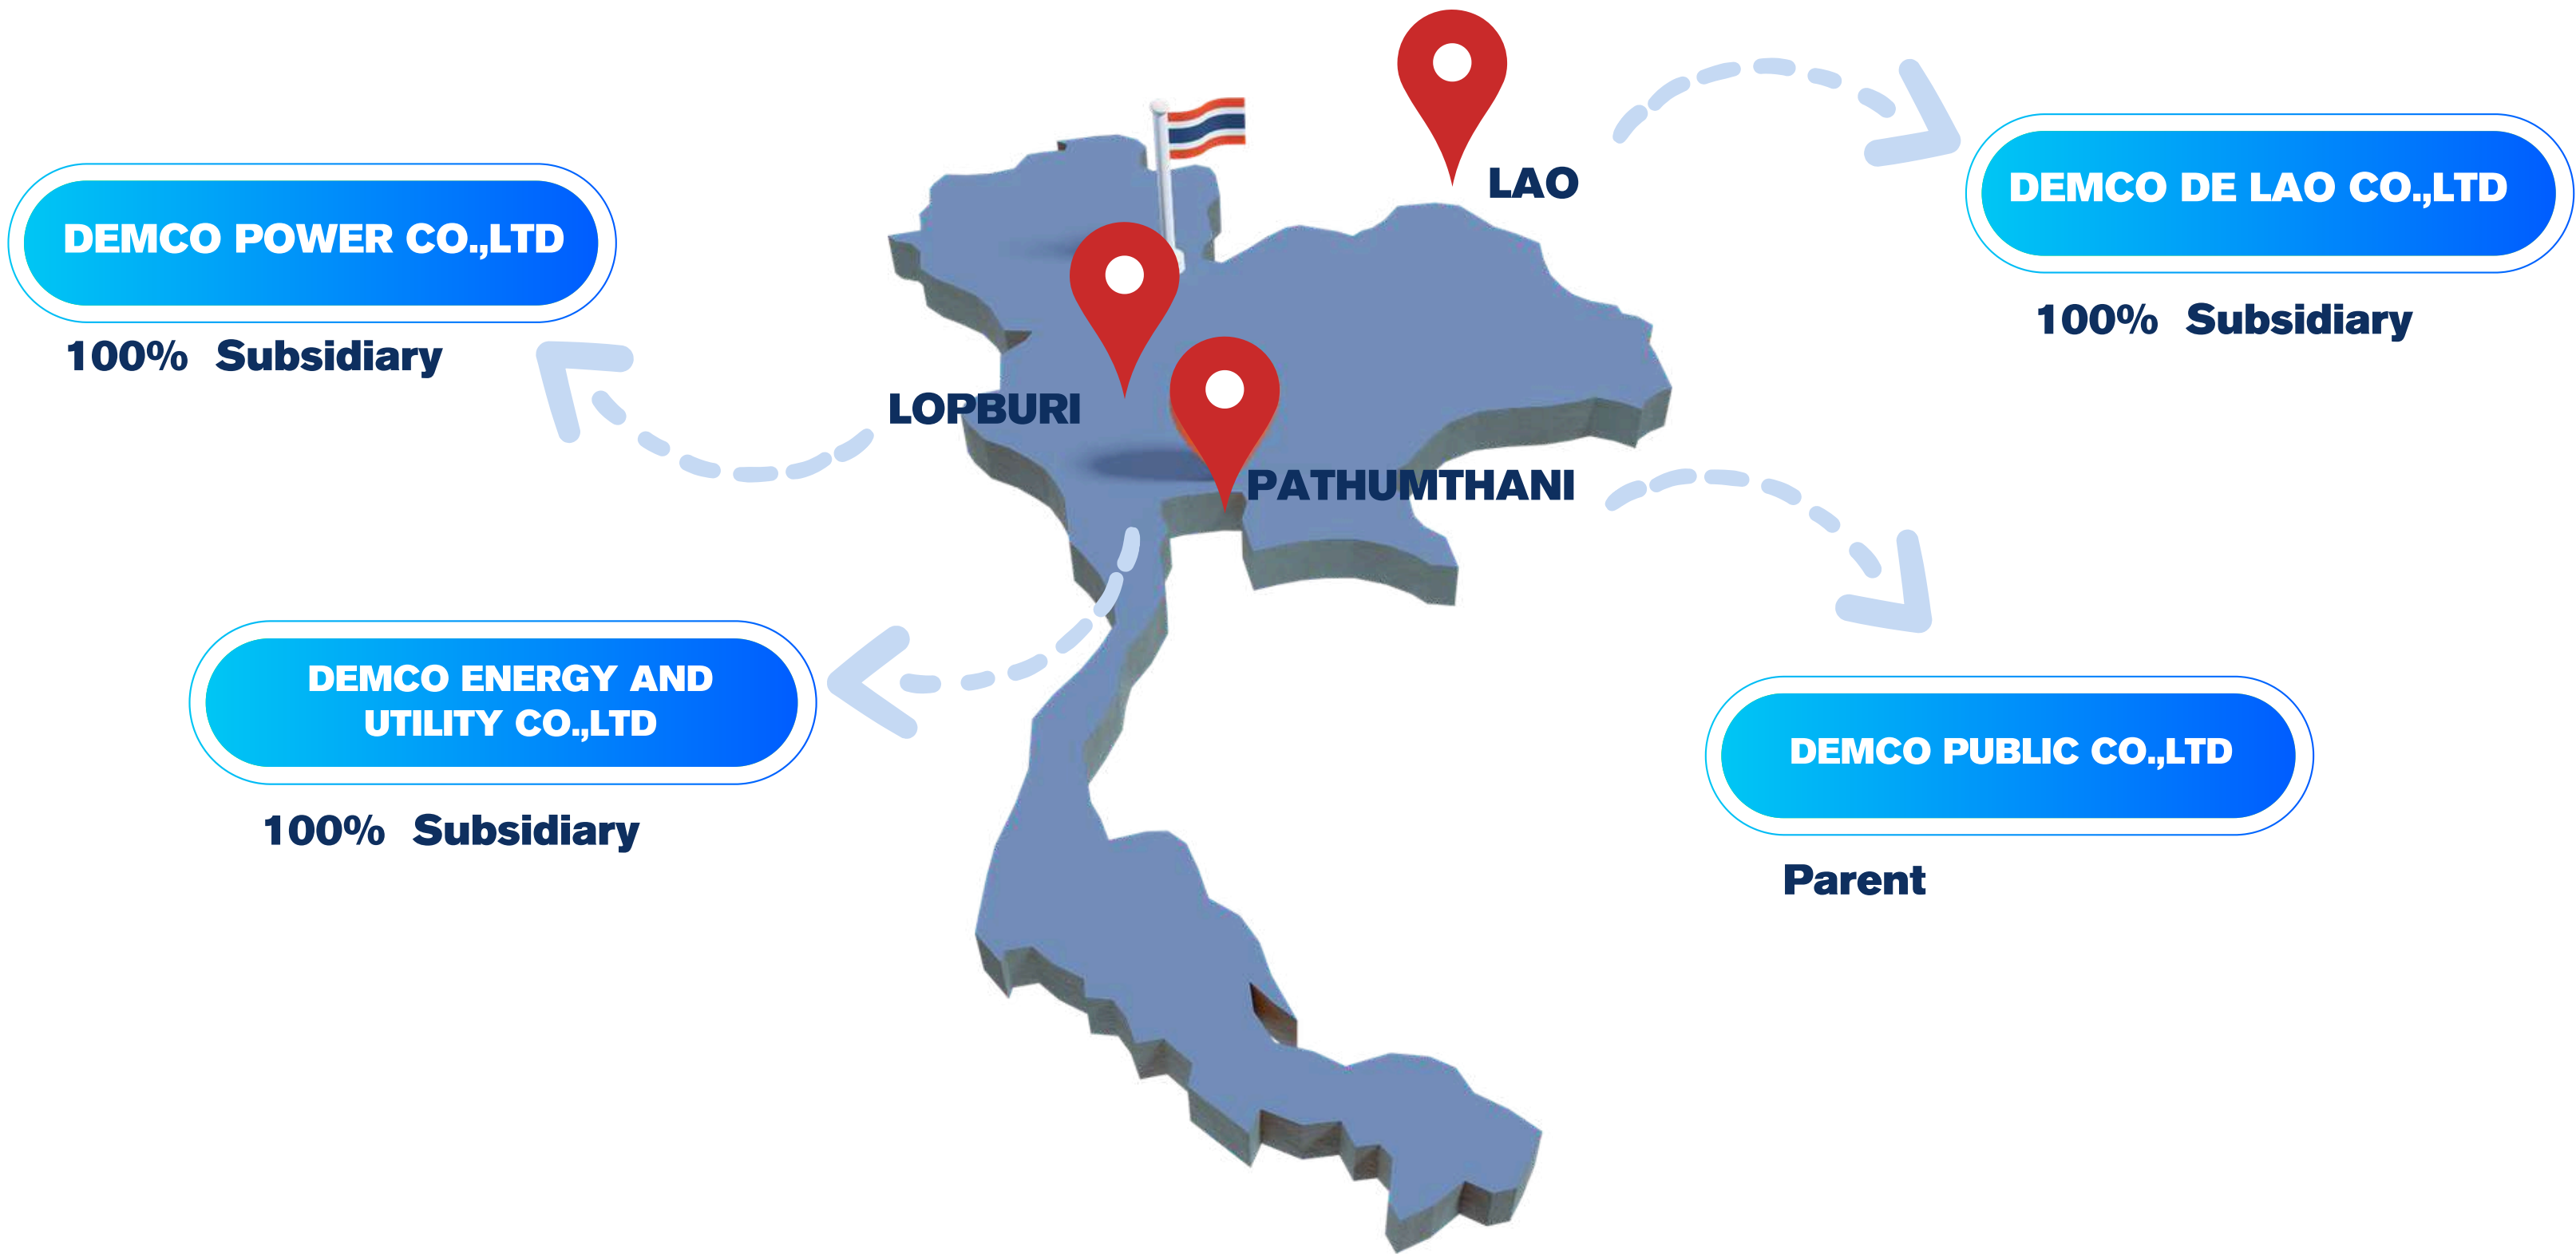 LAO
DEMCO DE LAO CO.,LTD
100% Subsidiary
DEMCO POWER CO.,LTD
100% Subsidiary
LOPBURI
PATHUMTHANI
DEMCO ENERGY AND
UTILITY CO.,LTD
100% Subsidiary
DEMCO PUBLIC CO.,LTD
Parent